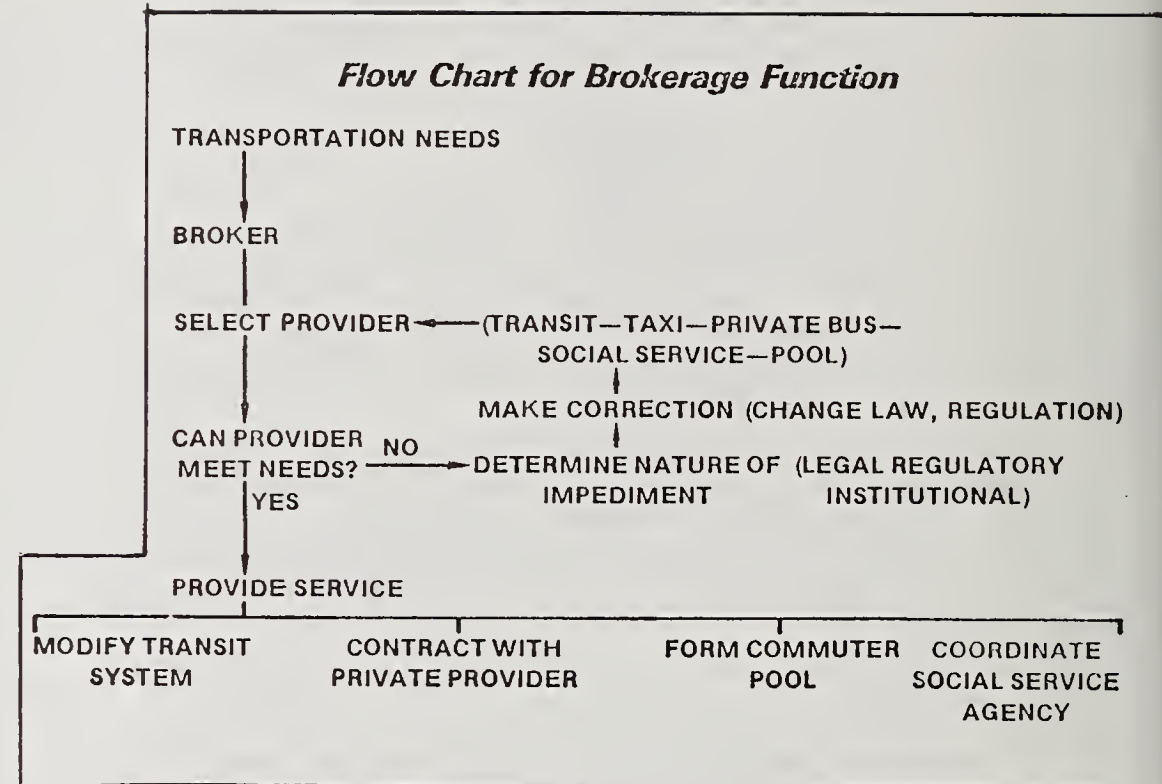 Flow Chart for Brokerage Function
TRANSPORTATION NEEDS
BROKER
SELECT PROVIDER (TRANSIT—TAXI—PRIVATE BUS—
SOCIAL SERVICE—POOL)
MAKE CORRECTION (CHANGE LAW, REGULATION)
CAN PROVIDER
MEET NEEDS?
NO
DETERMINE NATURE OF (LEGAL REGULATORY
IMPEDIMENT INSTITUTIONAL)
YES
PROVIDE SERVICE
MODIFY TRANSIT
SYSTEM
CONTRACT WITH
PRIVATE PROVIDER
FORM COMMUTER
POOL
COORDINATE
SOCIAL SERVICE
AGENCY